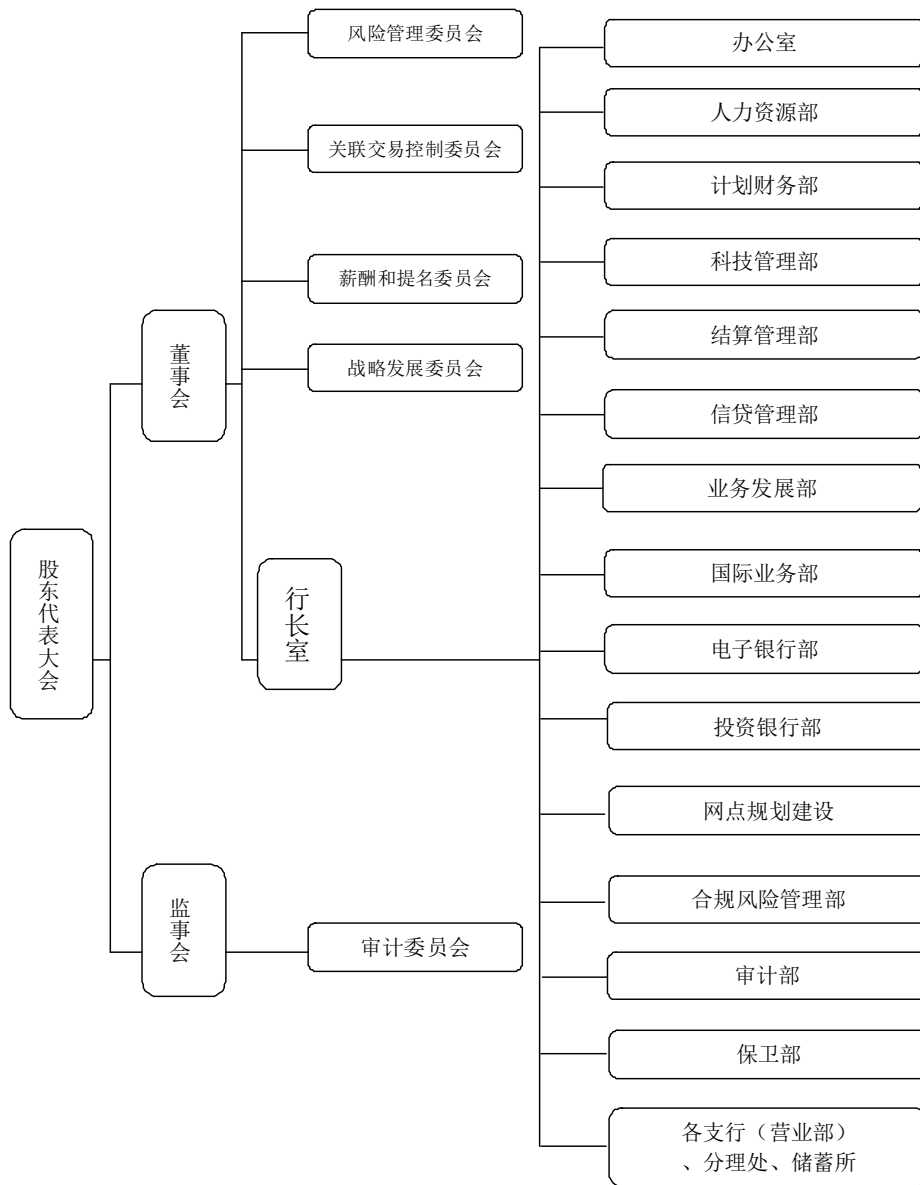 股东代表大会
董事会
监事会
风险管理委员会
关联交易控制委员会
薪酬和提名委员会
战略发展委员会
行长室
审计委员会
办公室
人力资源部
计划财务部
科技管理部
结算管理部
信贷管理部
业务发展部
国际业务部
电子银行部
投资银行部
网点规划建设
合规风险管理部
审计部
保卫部
各支行（营业部）
、分理处、储蓄所